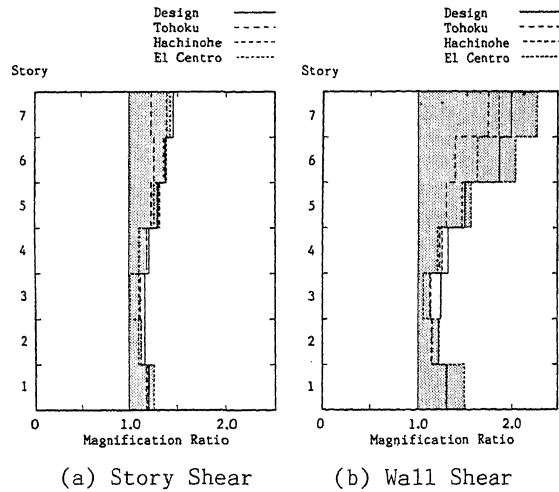 Design
Tohoku
Hachinohe
El Centro
Story
7
6
5
4
3
2
1
0
1.0
2.0
Magnification Ratio
(a) Story Shear
Design
Tohoku
Hachinohe
El Centro
Story
7
6
5
4
3
2
1
0
1.0
2.0
Magnification Ratio
(b) Wall Shear